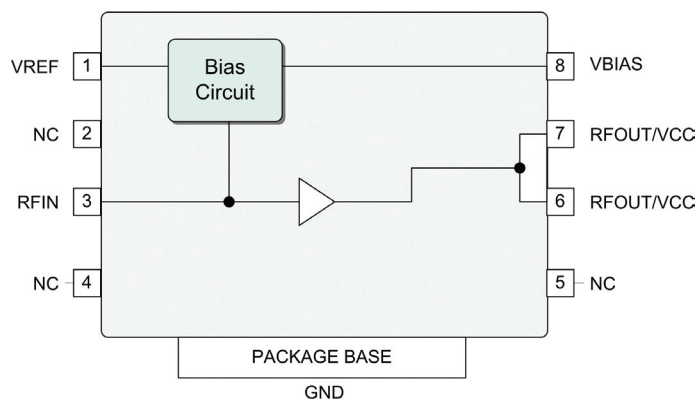 VREF 1 Bias Circuit 8 VBIAS
NC 2 7 RFOUT/VCC
RFIN 3 6 RFOUT/VCC
NC 4 5 NC
PACKAGE BASE
GND